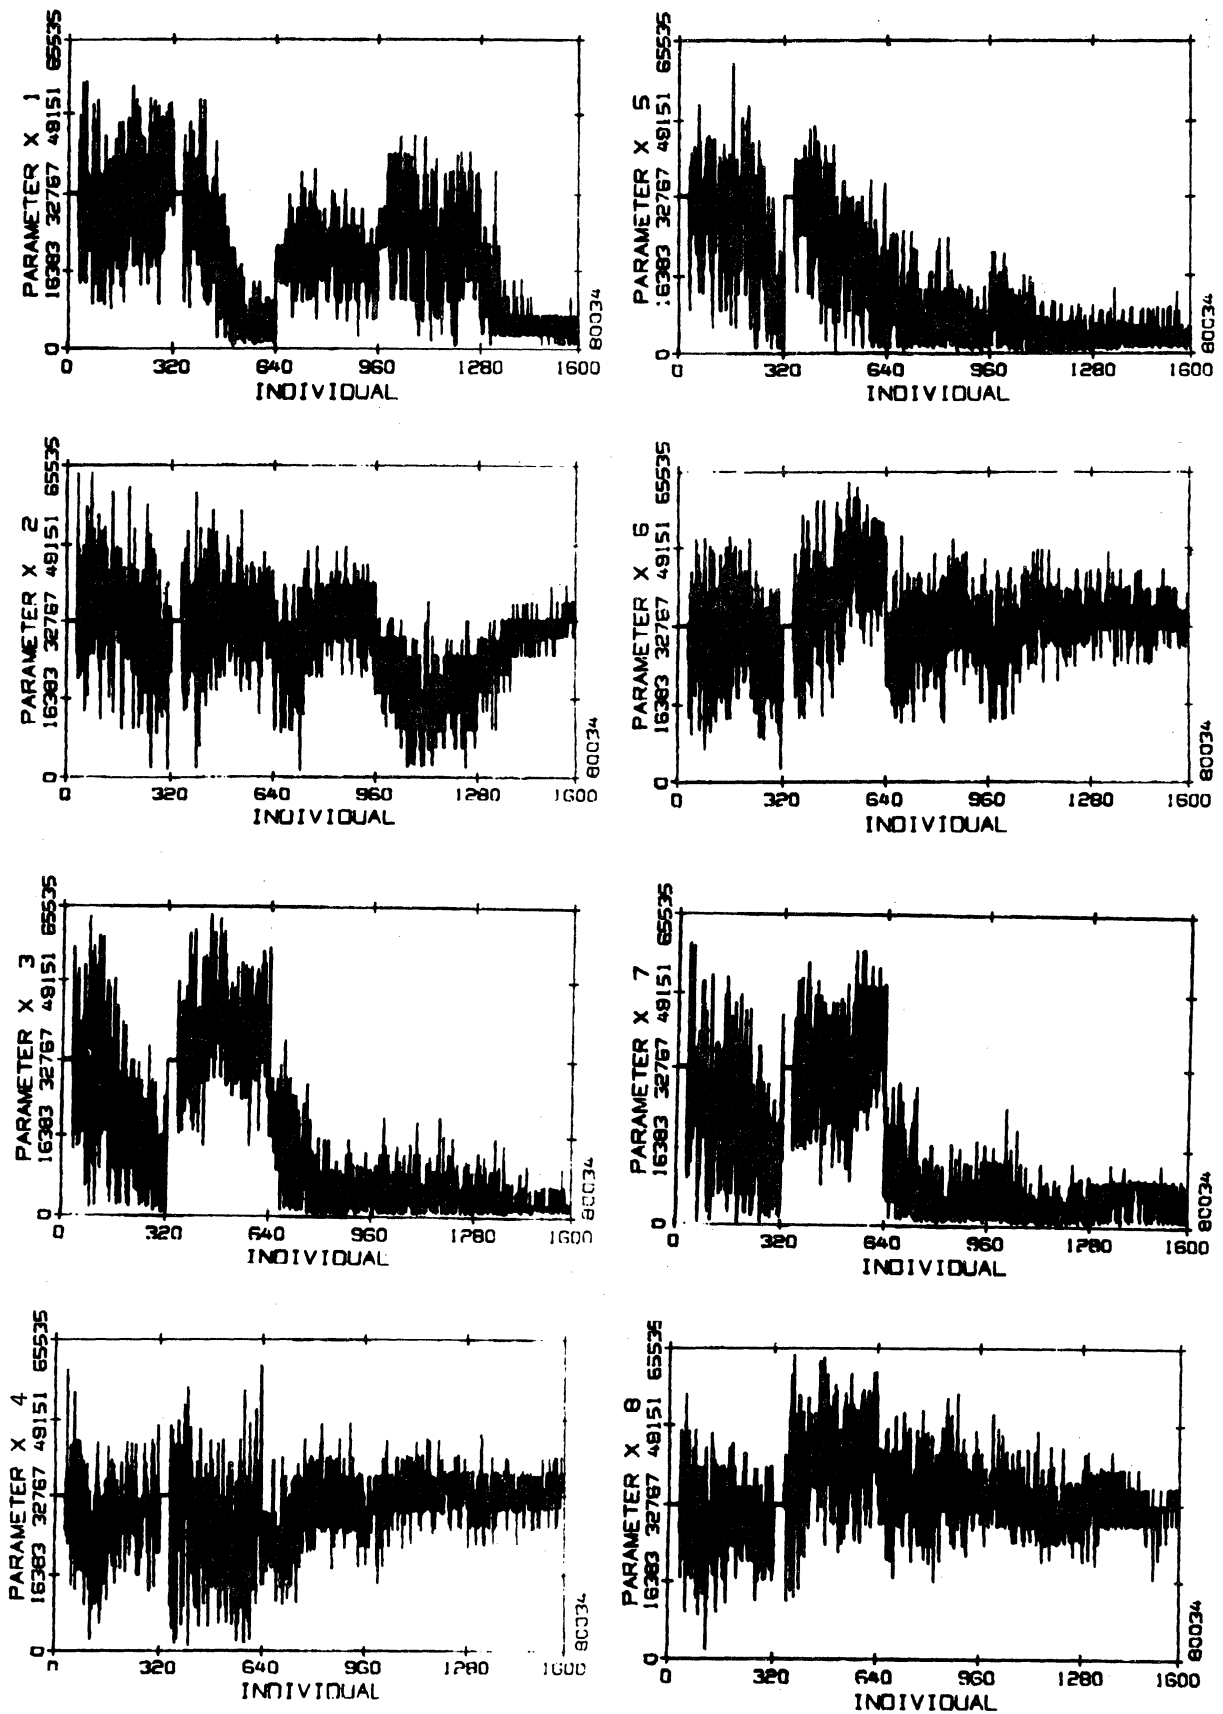 PARAMETER X 1
65535
49151
32767
16383
0
0 320 640 960 1280 1600
INDIVIDUAL
80034
PARAMETER X 5
65535
49151
32767
16383
0
0 320 640 960 1280 1600
INDIVIDUAL
80034
PARAMETER X 2
65535
49151
32767
16383
0
0 320 640 960 1280 1600
INDIVIDUAL
80034
PARAMETER X 6
65535
49151
32767
16383
0
0 320 640 960 1280 1600
INDIVIDUAL
80034
PARAMETER X 3
65535
49151
32767
16383
0
0 320 640 960 1280 1600
INDIVIDUAL
80034
PARAMETER X 7
65535
49151
32767
16383
0
0 320 640 960 1280 1600
INDIVIDUAL
80034
PARAMETER X 4
65535
49151
32767
16383
0
0 320 640 960 1280 1600
INDIVIDUAL
80034
PARAMETER X 8
65535
49151
32767
16383
0
0 320 640 960 1280 1600
INDIVIDUAL
80034